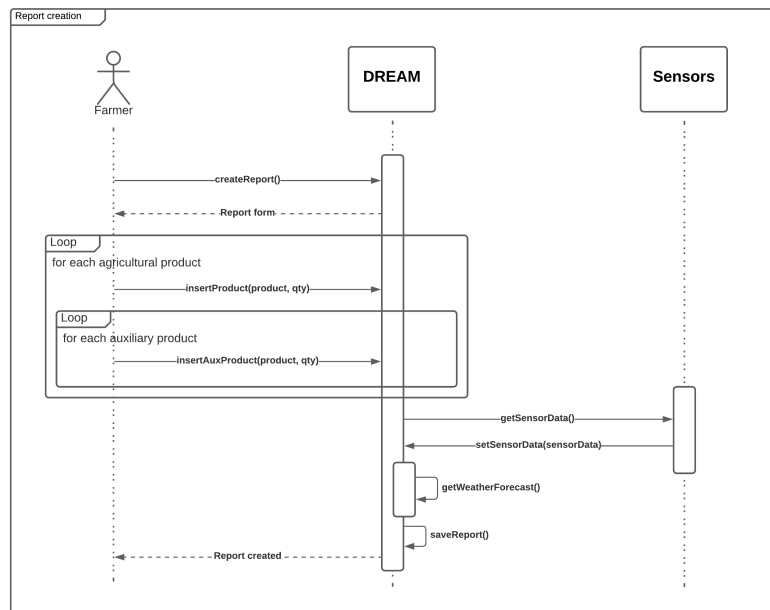 Report creation
DREAM
Sensors
Farmer
createReport()
Report form
Loop
for each agricultural product
insertProduct(product, qty)
Loop
for each auxiliary product
insertAuxProduct(product, qty)
getSensorData()
setSensorData(sensorData)
getWeatherForecast()
saveReport()
Report created